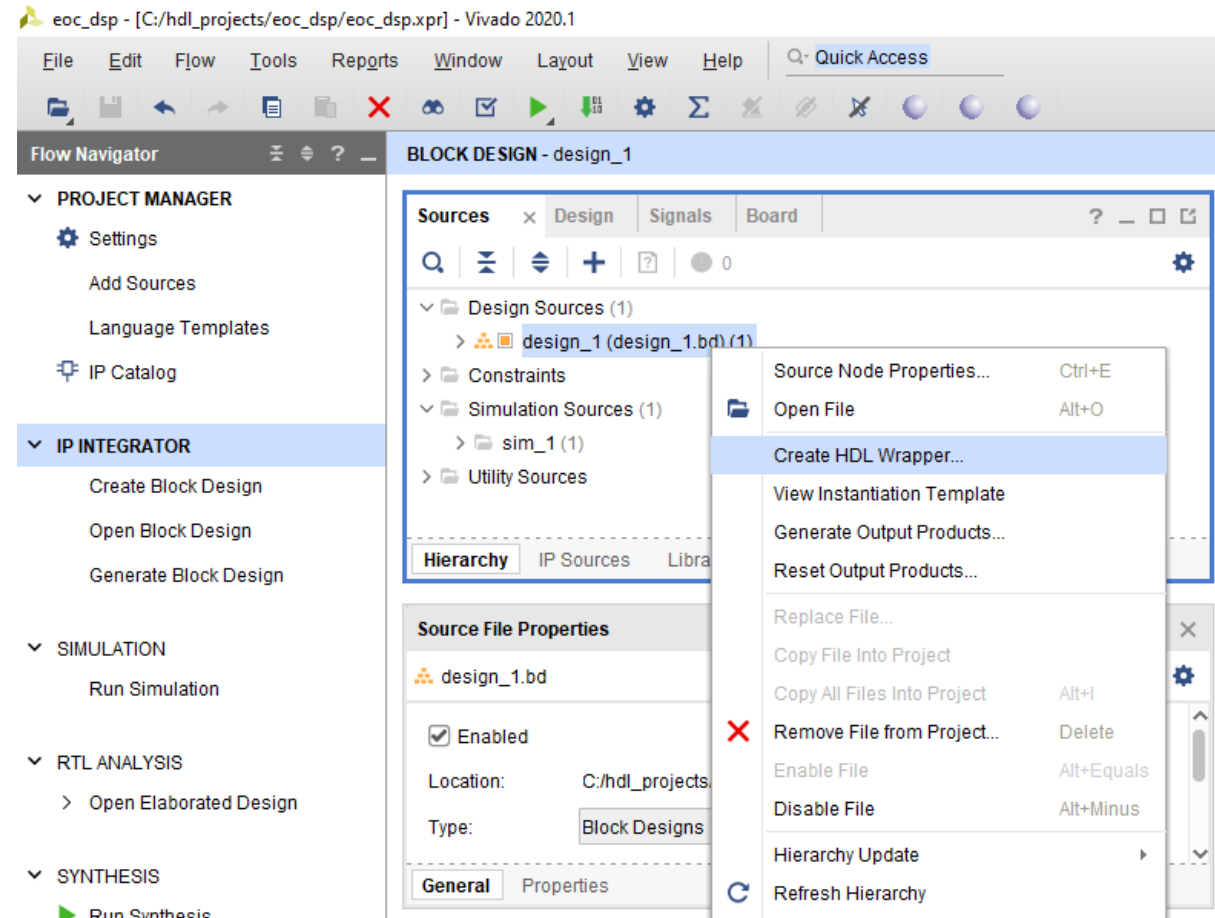 eoc_dsp - [C:/hdl_projects/eoc_dsp/eoc_dsp.xpr] - Vivado 2020.1
File Edit Flow Tools Reports Window Layout View Help Quick Access
Flow Navigator
PROJECT MANAGER
Settings
Add Sources
Language Templates
IP Catalog
IP INTEGRATOR
Create Block Design
Open Block Design
Generate Block Design
SIMULATION
Run Simulation
RTL ANALYSIS
Open Elaborated Design
SYNTHESIS
Run Synthesis
BLOCK DESIGN - design_1
Sources Design Signals Board
0
Design Sources (1)
design_1 (design_1.bd) (1)
Constraints
Simulation Sources (1)
sim_1 (1)
Utility Sources
Hierarchy IP Sources Libra
Source File Properties
design_1.bd
Enabled
Location: C:/hdl_projects
Type: Block Designs
General Properties
Source Node Properties... Ctrl+E
Open File Alt+O
Create HDL Wrapper...
View Instantiation Template
Generate Output Products...
Reset Output Products...
Replace File...
Copy File Into Project
Copy All Files Into Project Alt+I
Remove File from Project... Delete
Enable File Alt+Equals
Disable File Alt+Minus
Hierarchy Update
Refresh Hierarchy